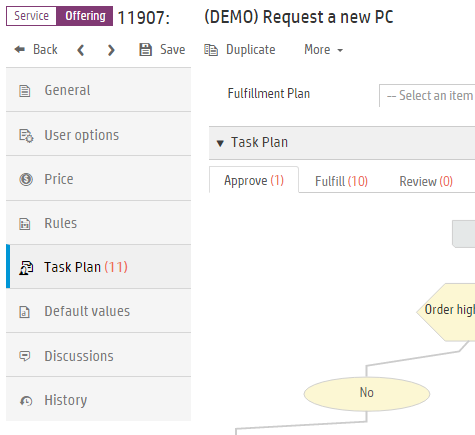 Service Offering 11907: (DEMO) Request a new PC
Back Save Duplicate More
General
User options
Price
Rules
Task Plan (11)
Default values
Discussions
History
Fulfillment Plan -- Select an item
Task Plan
Approve (1) Fulfill (10) Review (0)
Order high
No